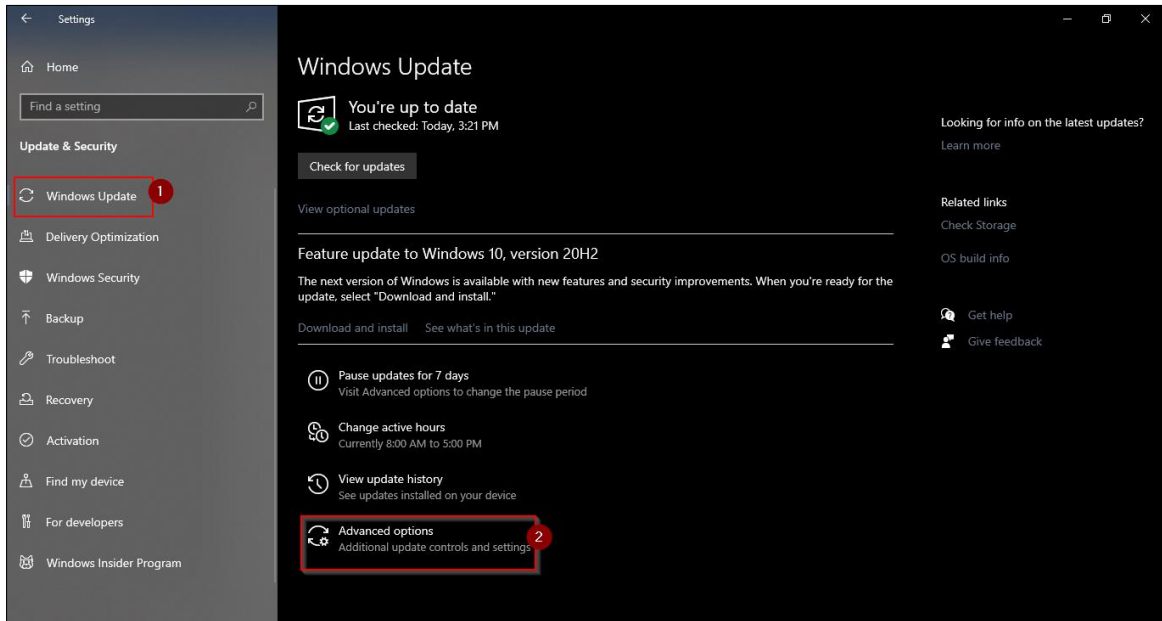 Settings
Home
Find a setting
Update & Security
Windows Update
1
Delivery Optimization
Windows Security
Backup
Troubleshoot
Recovery
Activation
Find my device
For developers
Windows Insider Program
Windows Update
You're up to date
Last checked: Today, 3:21 PM
Check for updates
View optional updates
Feature update to Windows 10, version 20H2
The next version of Windows is available with new features and security improvements. When you're ready for the
update, select "Download and install."
Download and install See what's in this update
Pause updates for 7 days
Visit Advanced options to change the pause period
Change active hours
Currently 8:00 AM to 5:00 PM
View update history
See updates installed on your device
Advanced options
Additional update controls and settings
2
Looking for info on the latest updates?
Learn more
Related links
Check Storage
OS build info
Get help
Give feedback